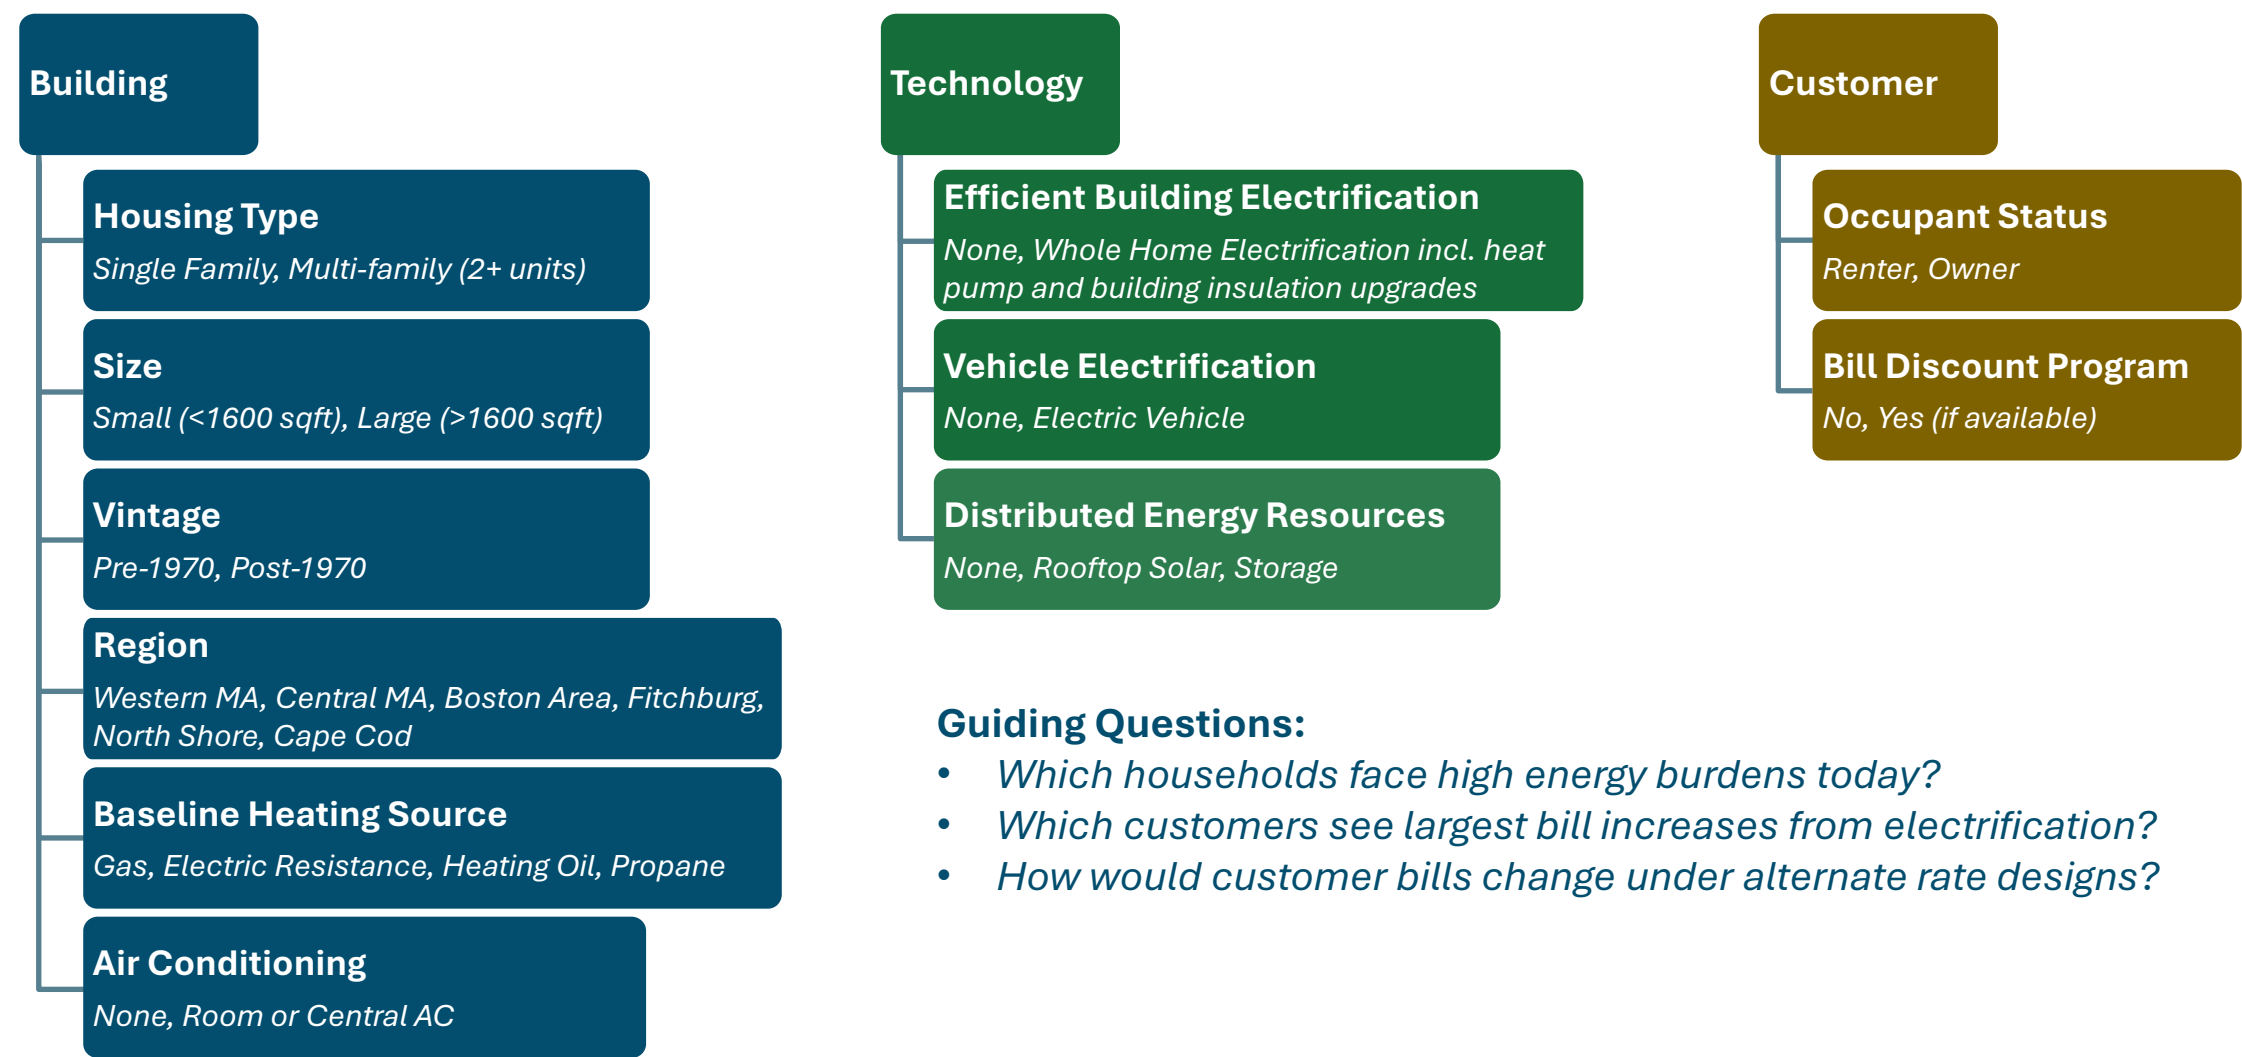 Building
Housing Type
Single Family, Multi-family (2+ units)
Size
Small (<1600 sqft), Large (>1600 sqft)
Vintage
Pre-1970, Post-1970
Region
Western MA, Central MA, Boston Area, Fitchburg,
North Shore, Cape Cod
Baseline Heating Source
Gas, Electric Resistance, Heating Oil, Propane
Air Conditioning
None, Room or Central AC
Technology
Efficient Building Electrification
None, Whole Home Electrification incl. heat
pump and building insulation upgrades
Vehicle Electrification
None, Electric Vehicle
Distributed Energy Resources
None, Rooftop Solar, Storage
Customer
Occupant Status
Renter, Owner
Bill Discount Program
No, Yes (if available)
Guiding Questions:
• Which households face high energy burdens today?
• Which customers see largest bill increases from electrification?
• How would customer bills change under alternate rate designs?